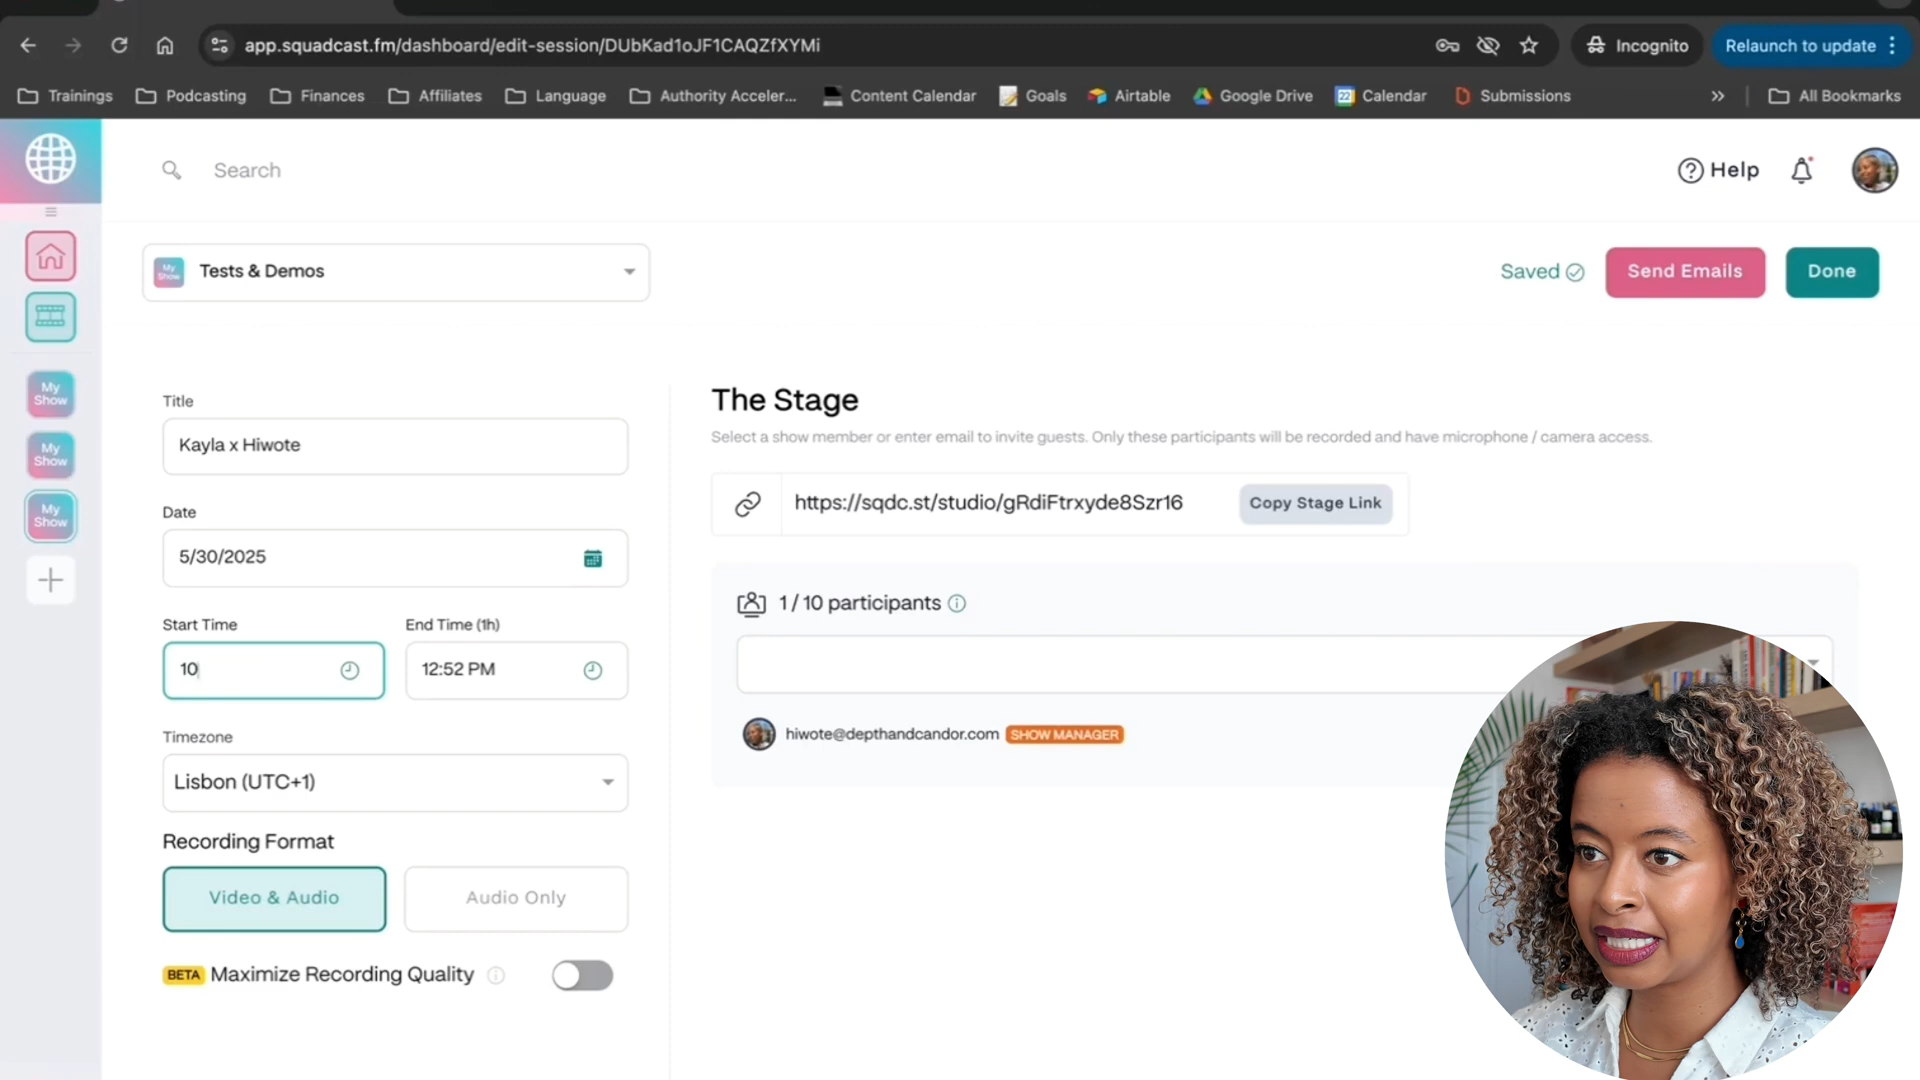 app.squadcast.fm/dashboard/edit-session/DUbKad1oJF1CAQZfXYMi
Incognito
Relaunch to update
Trainings
Podcasting
Finances
Affiliates
Language
Authority Acceler...
Content Calendar
Goals
Airtable
Google Drive
22
Calendar
Submissions
All Bookmarks
Search
Help
My Show
Tests & Demos
Saved
Send Emails
Done
My
Show
My
Show
My
Show
Title
Kayla x Hiwote
Date
5/30/2025
Start Time
End Time (1h)
10
12:52 PM
Timezone
Lisbon (UTC+1)
Recording Format
Video & Audio
Audio Only
BETA Maximize Recording Quality
The Stage
Select a show member or enter email to invite guests. Only these participants will be recorded and have microphone / camera access.
https://sqdc.st/studio/gRdiFtrxyde8Szr16
Copy Stage Link
1 / 10 participants
hiwote@depthandcandor.com SHOW MANAGER